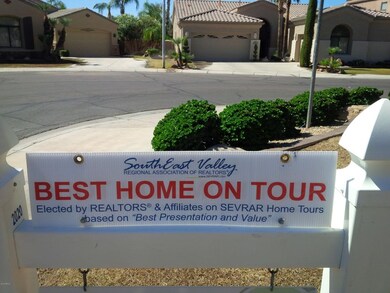 SouthEast Valley
REGIONAL ASSOCIATION OF REALTORS®
BEST HOME ON TOUR
Elected by REALTORS® & Affiliates on SEVRAR Home Tours
based on "Best Presentation and Value"
2020